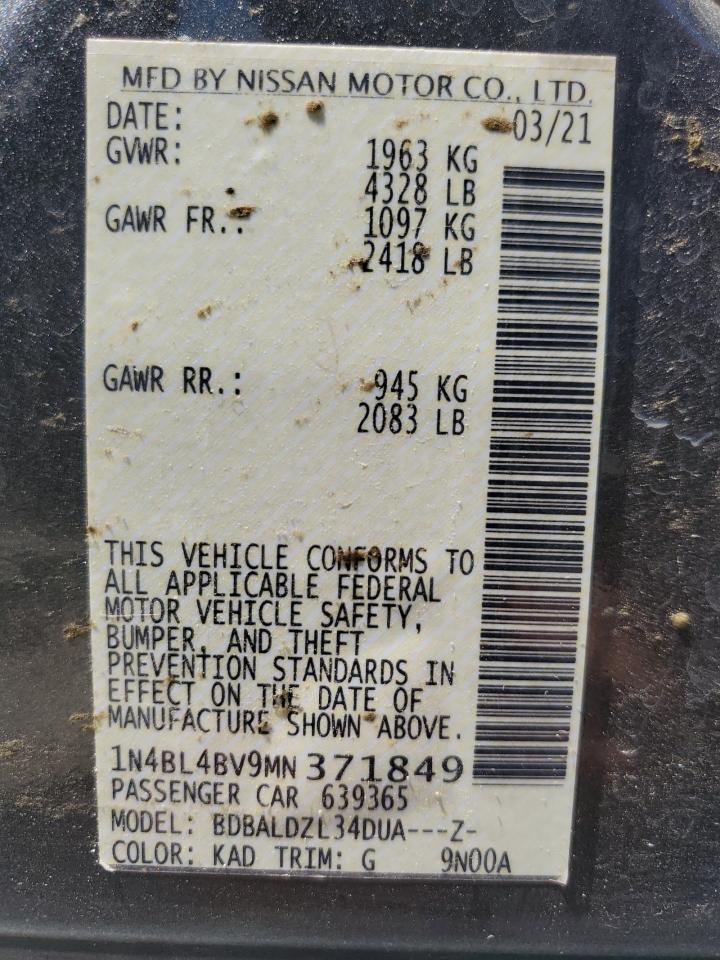 MFD BY NISSAN MOTOR CO., LTD.
DATE: 03/21
GVWR: 1963 KG
4328 LB
GAWR FR.: 1097 KG
2418 LB
GAWR RR.: 945 KG
2083 LB
THIS VEHICLE CONFORMS TO
ALL APPLICABLE FEDERAL
MOTOR VEHICLE SAFETY,
BUMPER, AND THEFT
PREVENTION STANDARDS IN
EFFECT ON THE DATE OF
MANUFACTURE SHOWN ABOVE.
1N4BL4BV9MN371849
PASSENGER CAR 639365
MODEL: BDBALDZL34DUA---Z-
COLOR: KAD TRIM: G 9N00A